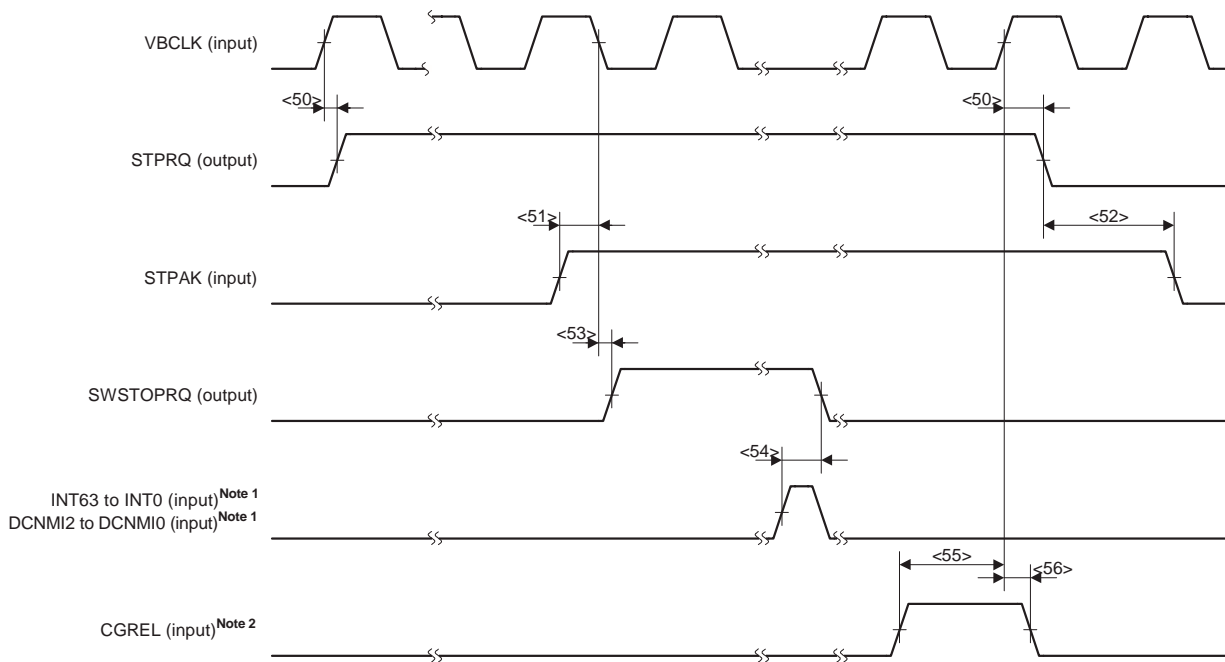 VBCLK (input)
<50> <50>
STPRQ (output)
<51> <52>
STPAK (input)
<53>
SWSTOPRQ (output)
<54>
INT63 to INT0 (input)Note 1
DCNMI2 to DCNMI0 (input)Note 1
<55>
<56>
CGREL (input)Note 2